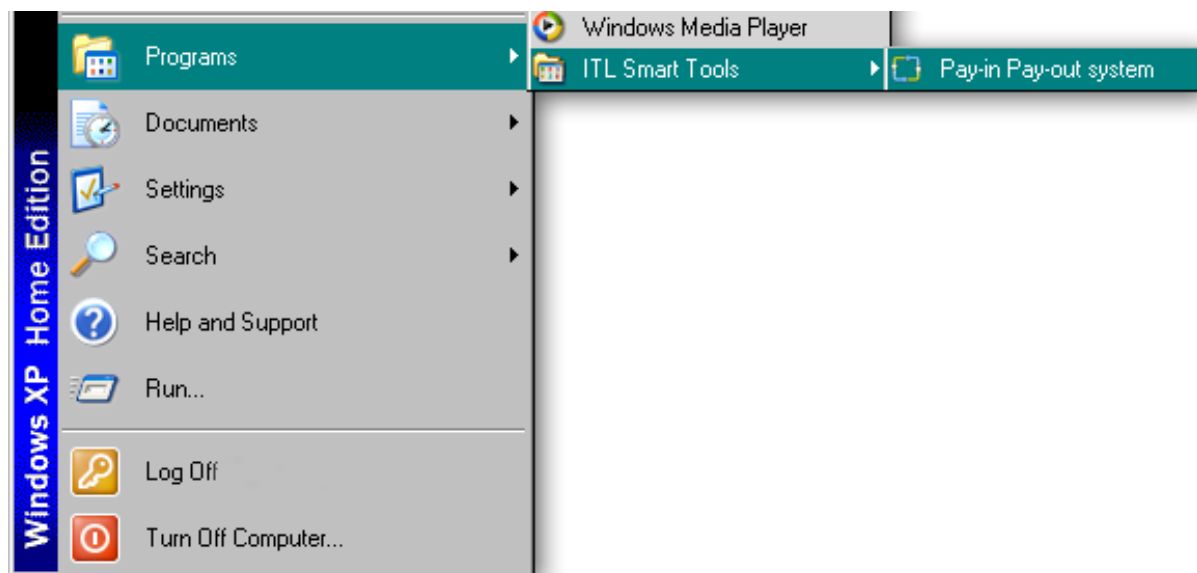 Windows Media Player
Programs
ITL Smart Tools
Pay-in Pay-out system
Documents
Settings
Search
Help and Support
Run...
Log Off
Turn Off Computer...
Windows XP Home Edition